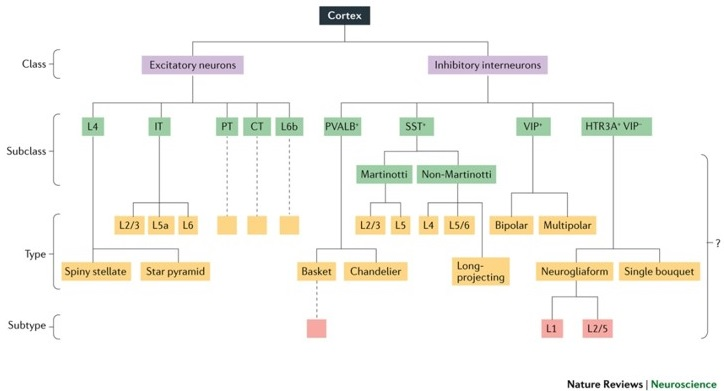 Cortex
Class
Excitatory neurons
Inhibitory interneurons
Subclass
L4
IT
PT
CT
L6b
PVALB⁺
SST⁺
VIP⁺
HTR3A⁺ VIP⁻
Martinotti
Non-Martinotti
Type
L2/3
L5a
L6
L2/3
L5
L4
L5/6
Bipolar
Multipolar
?
Spiny stellate
Star pyramid
Basket
Chandelier
Long-
projecting
Neurogliaform
Single bouquet
Subtype
L1
L2/5
Nature Reviews | Neuroscience